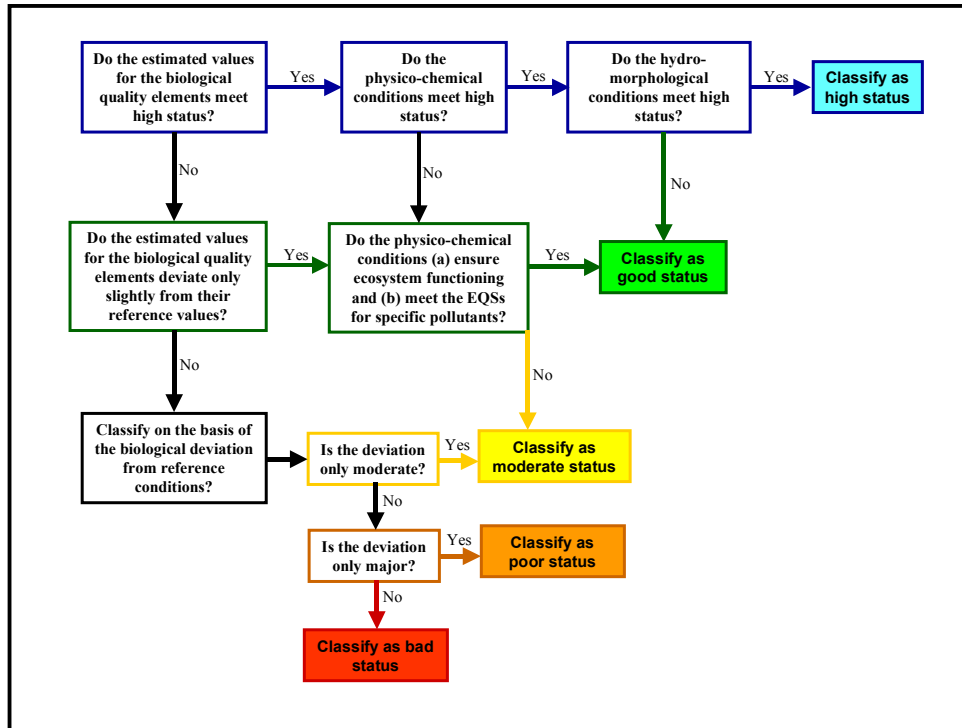 Do the estimated values
for the biological
quality elements meet
high status?
Yes
Do the
physico-chemical
conditions meet high
status?
Yes
Do the hydro-
morphological
conditions meet high
status?
Yes
Classify as
high status
No
No
No
Do the estimated values
for the biological quality
elements deviate only
slightly from their
reference values?
Yes
Do the physico-chemical
conditions (a) ensure
ecosystem functioning
and (b) meet the EQSs
for specific pollutants?
Yes
Classify as
good status
No
No
Classify on the basis of
the biological deviation
from reference
conditions?
Is the deviation
only moderate?
Yes
Classify as
moderate status
No
Is the deviation
only major?
Yes
Classify as
poor status
No
Classify as bad
status